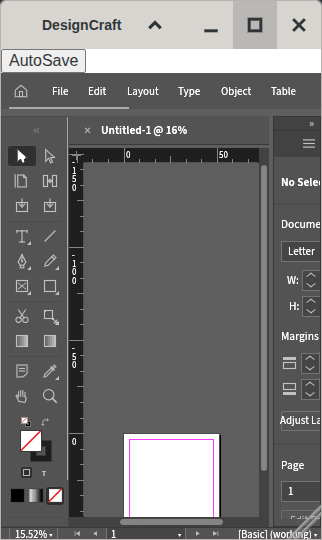 DesignCraft
AutoSave
File Edit Layout Type Object Table
Untitled-1 @ 16%
0 50
150
100
50
0
No Selec
Docume
Letter
W:
H:
Margins
Adjust La
Page
1
15.52% 1 [Basic] (working)